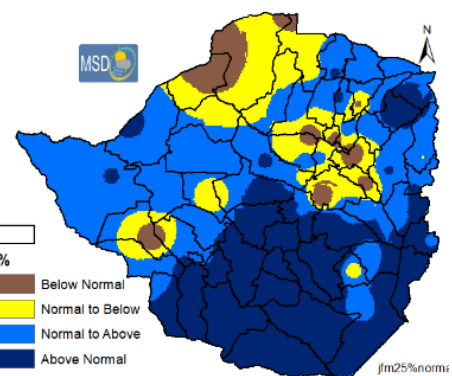 N
MSD
%
Below Normal
Normal to Below
Normal to Above
Above Normal
jfm25%norma